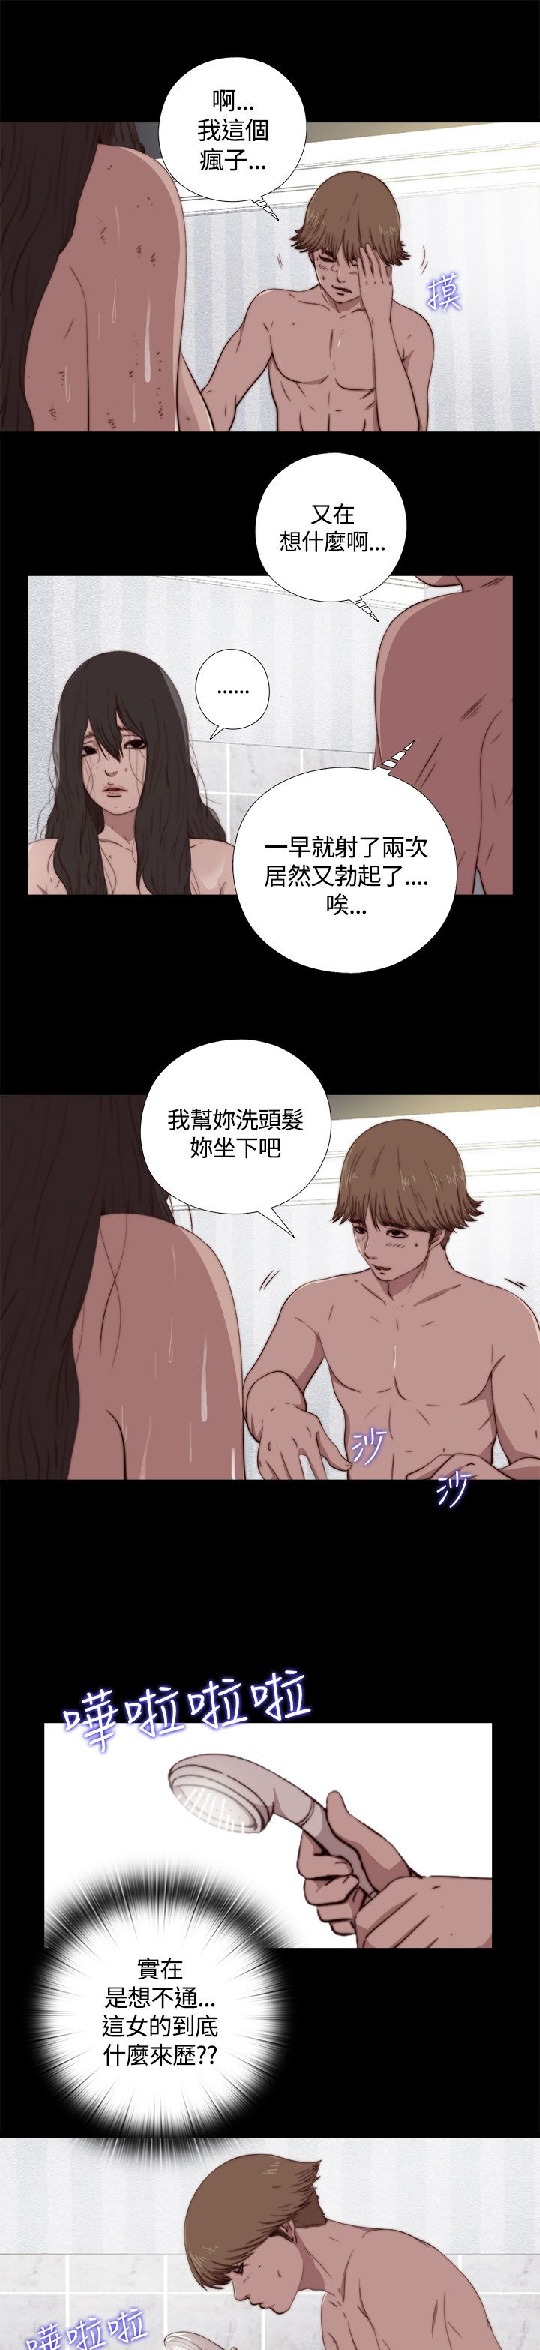 啊...
我這個
瘋子...
摸
又在
想什麼啊...
......
一早就射了兩次
居然又勃起了....
唉...
我幫妳洗頭髮
妳坐下吧
沙
沙
嘩啦啦啦
實在
是想不通...
這女的到底
什麼來歷??
嘩啦啦